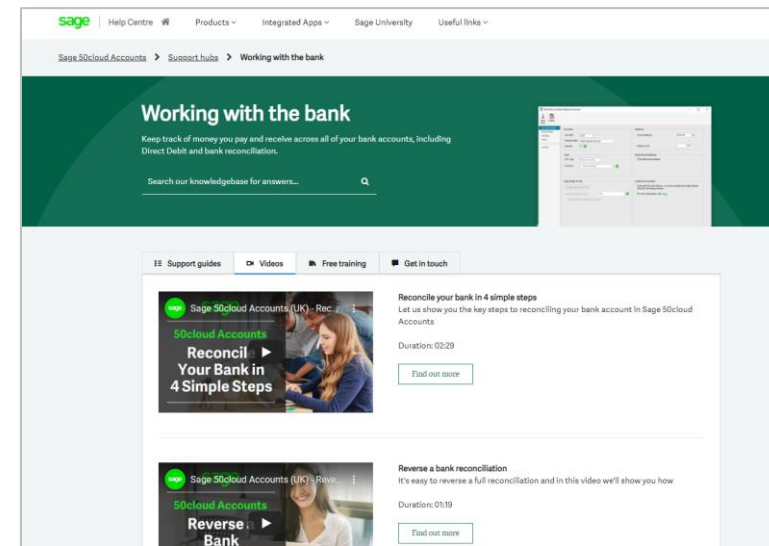 sage Help Centre Products Integrated Apps Sage University Useful links
Sage 50cloud Accounts > Support hubs > Working with the bank
Working with the bank
Keep track of money you pay and receive across all of your bank accounts, including
Direct Debit and bank reconciliation.
Search our knowledgebase for answers...
Support guides Videos Free training Get in touch
sage Sage 50cloud Accounts (UK) - Rec...
50cloud Accounts
Reconcil
Your Bank in
4 Simple Steps
Reconcile your bank in 4 simple steps
Let us show you the key steps to reconciling your bank account in Sage 50cloud
Accounts
Duration: 02:29
Find out more
sage Sage 50cloud Accounts (UK) - Reve...
50cloud Accounts
Reverse a
Bank
Reverse a bank reconciliation
It's easy to reverse a full reconciliation and in this video we'll show you how
Duration: 01:19
Find out more